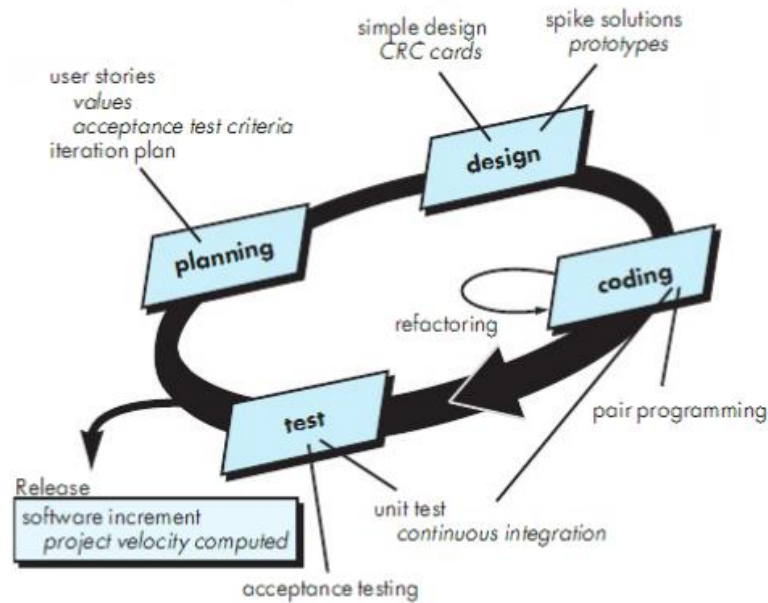 simple design
CRC cards
spike solutions
prototypes
user stories
values
acceptance test criteria
iteration plan
design
planning
coding
refactoring
test
pair programming
Release
software increment
project velocity computed
unit test
continuous integration
acceptance testing